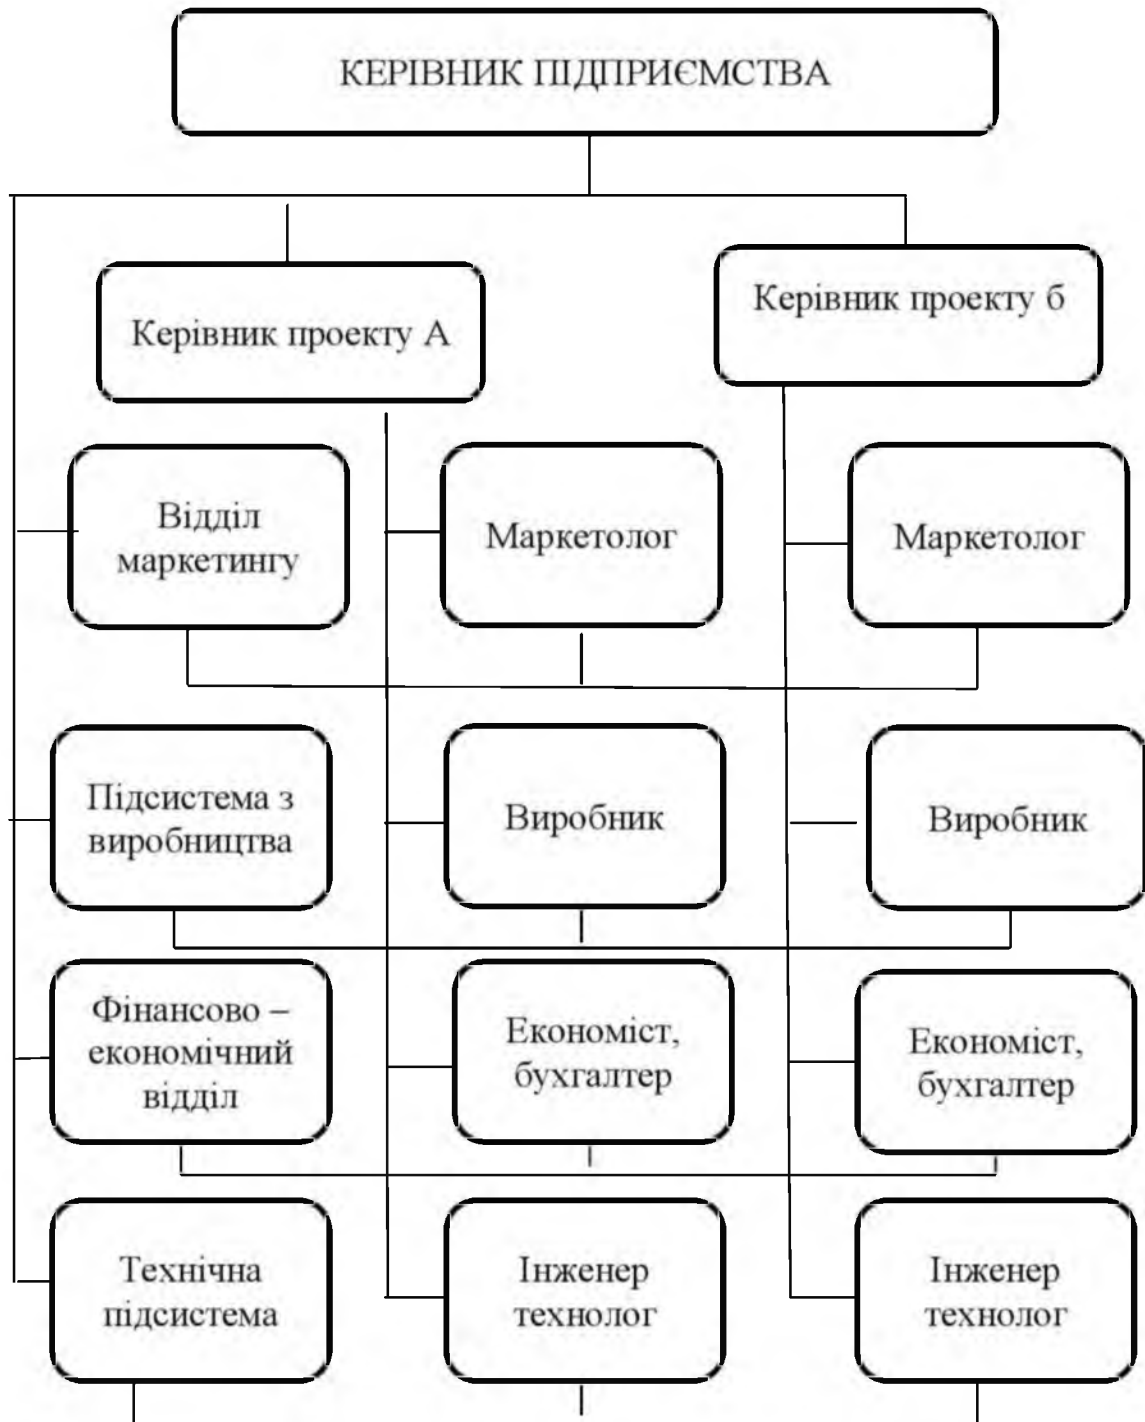 КЕРІВНИК ПІДПРИЄМСТВА
Керівник проекту А
Керівник проекту б
Відділ
маркетингу
Маркетолог
Маркетолог
Підсистема з
виробництва
Виробник
Виробник
Фінансово –
економічний
відділ
Економіст,
бухгалтер
Економіст,
бухгалтер
Технічна
підсистема
Інженер
технолог
Інженер
технолог